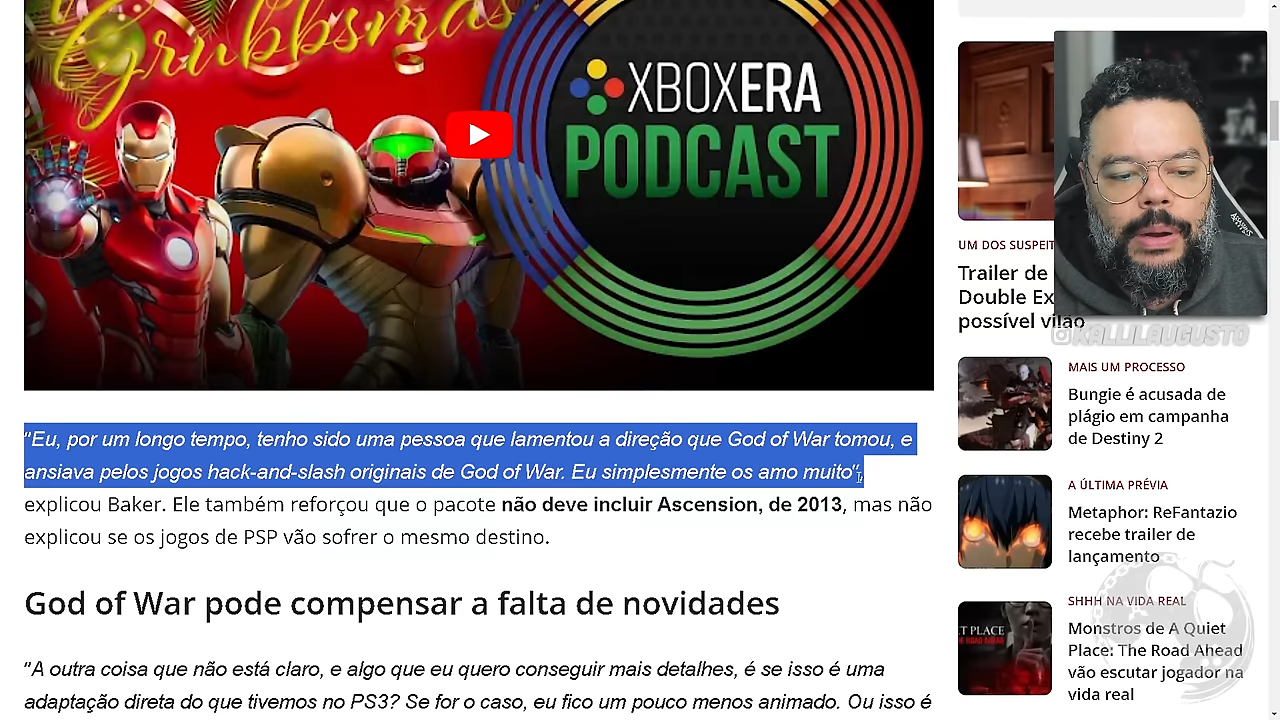 Grubbsmas
XBOXERA
PODCAST
"Eu, por um longo tempo, tenho sido uma pessoa que lamentou a direção que God of War tomou, e
ansiava pelos jogos hack-and-slash originais de God of War. Eu simplesmente os amo muito",
explicou Baker. Ele também reforçou que o pacote não deve incluir Ascension, de 2013, mas não
explicou se os jogos de PSP vão sofrer o mesmo destino.
God of War pode compensar a falta de novidades
"A outra coisa que não está claro, e algo que eu quero conseguir mais detalhes, é se isso é uma
adaptação direta do que tivemos no PS3? Se for o caso, eu fico um pouco menos animado. Ou isso é
UM DOS SUSPEIT
Trailer de
Double Ex
possível vilão
@KALLILAUGUSTO
MAIS UM PROCESSO
Bungie é acusada de
plágio em campanha
de Destiny 2
A ÚLTIMA PRÉVIA
Metaphor: ReFantazio
recebe trailer de
lançamento
SHHH NA VIDA REAL
Monstros de A Quiet
Place: The Road Ahead
vão escutar jogador na
vida real
ET PLACE